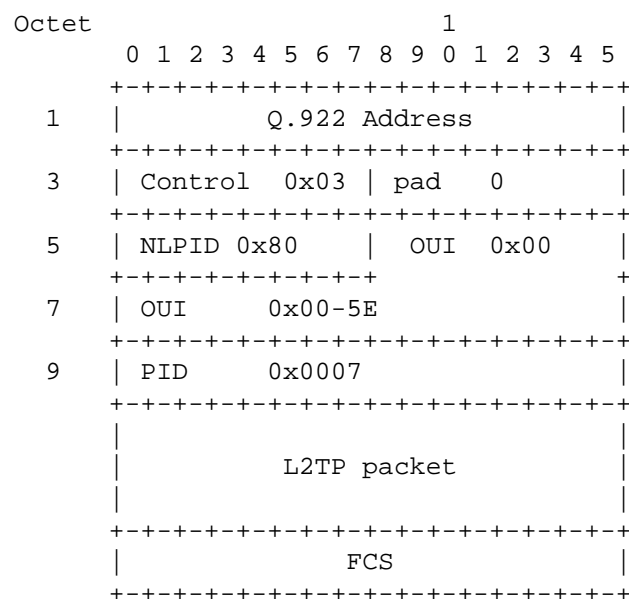 Octet                       1
       0 1 2 3 4 5 6 7 8 9 0 1 2 3 4 5
      +-+-+-+-+-+-+-+-+-+-+-+-+-+-+-+-+
  1   |         Q.922 Address         |
      +-+-+-+-+-+-+-+-+-+-+-+-+-+-+-+-+
  3   | Control  0x03 | pad   0       |
      +-+-+-+-+-+-+-+-+-+-+-+-+-+-+-+-+
  5   | NLPID 0x80    |  OUI  0x00    |
      +-+-+-+-+-+-+-+-+               +
  7   | OUI     0x00-5E               |
      +-+-+-+-+-+-+-+-+-+-+-+-+-+-+-+-+
  9   | PID     0x0007                |
      +-+-+-+-+-+-+-+-+-+-+-+-+-+-+-+-+
      |                               |
      |          L2TP packet          |
      |                               |
      +-+-+-+-+-+-+-+-+-+-+-+-+-+-+-+-+
      |              FCS              |
      +-+-+-+-+-+-+-+-+-+-+-+-+-+-+-+-+